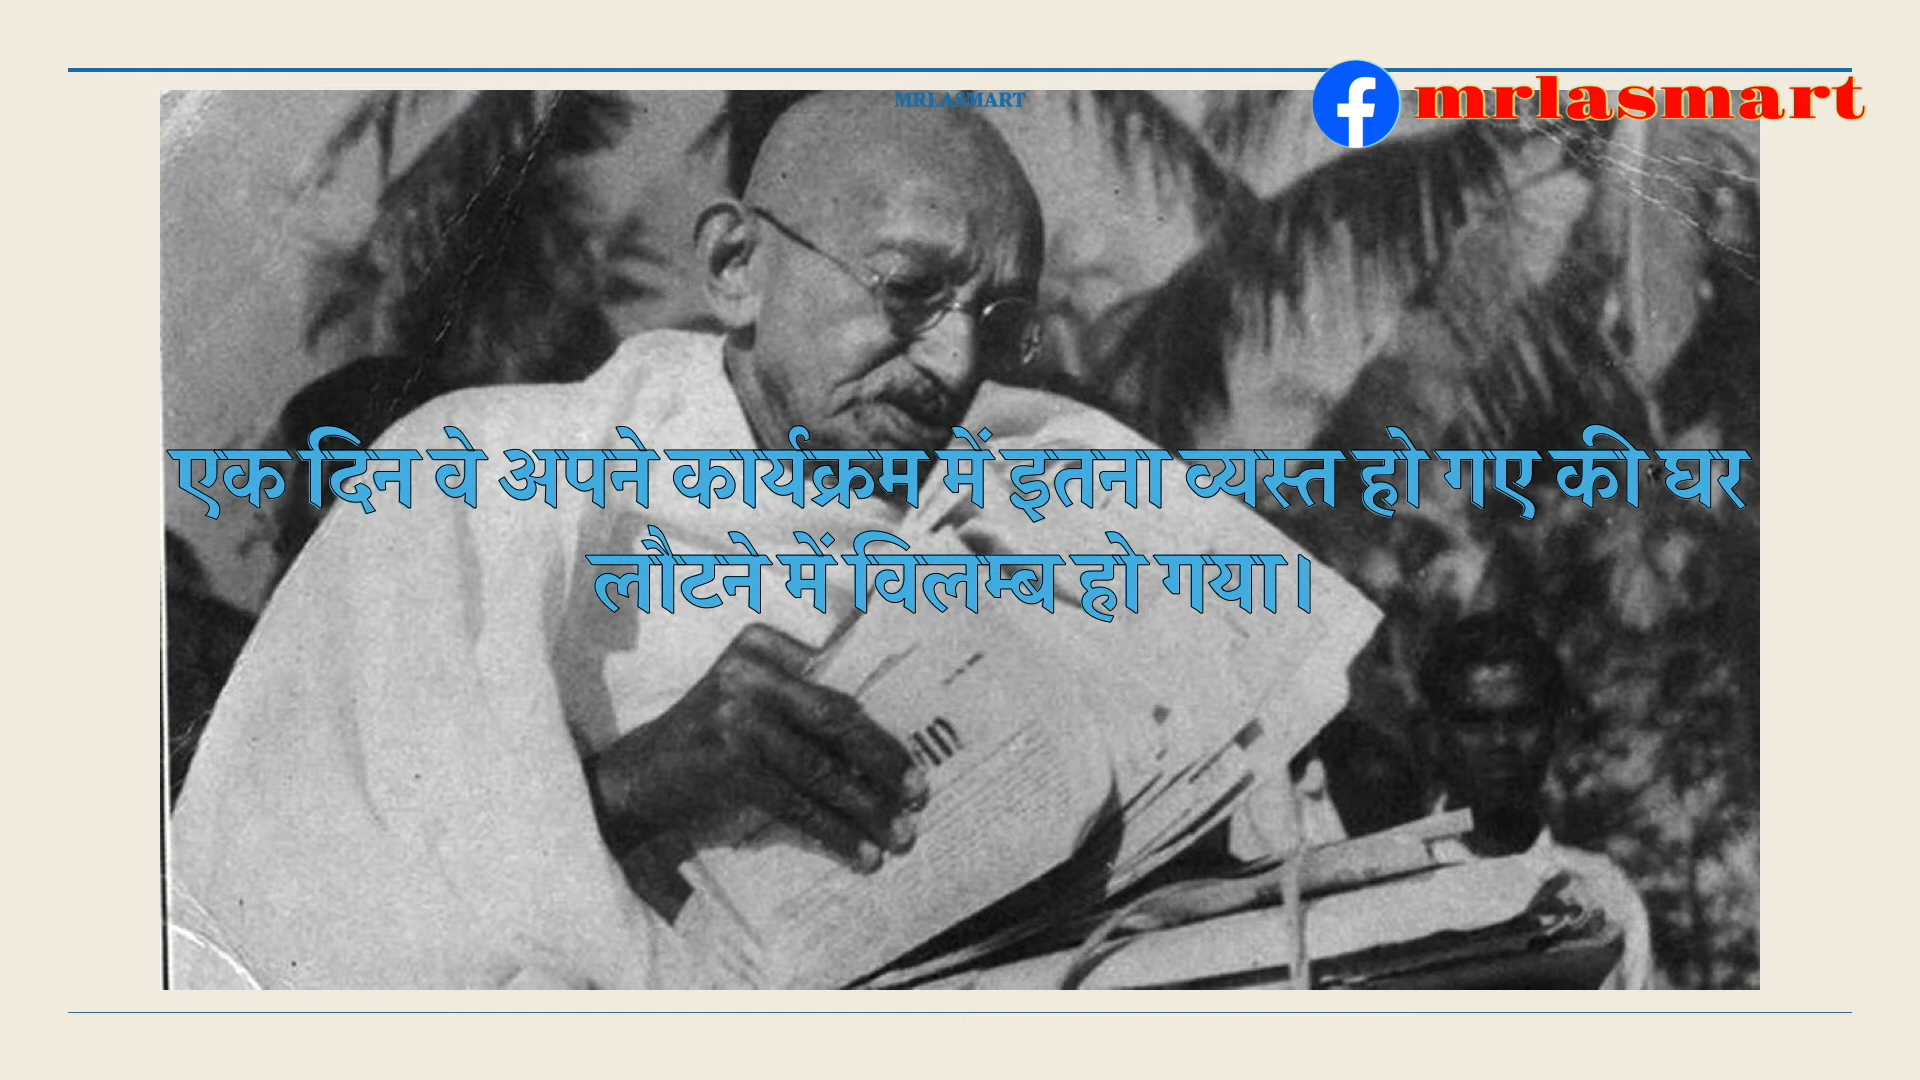 mrlasmart
MRLASMART
एक दिन वे अपने कार्यक्रम में इतना व्यस्त हो गए की घर
लौटने में विलम्ब हो गया।